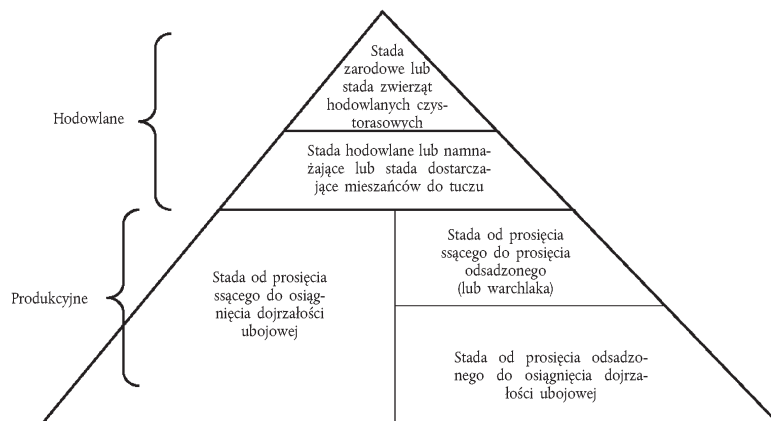 Stada
zarodowe lub
stada zwierząt
hodowlanych czys-
torasowych
Hodowlane
Stada hodowlane lub namna-
żające lub stada dostarcza-
jące mieszańców do tuczu
Stada od prosięcia
ssącego do prosięcia
odsadzonego
(lub warchlaka)
Stada od prosięcia
ssącego do osiąg-
nięcia dojrzałości
ubojowej
Produkcyjne
Stada od prosięcia odsadzo-
nego do osiągnięcia dojrza-
łości ubojowej